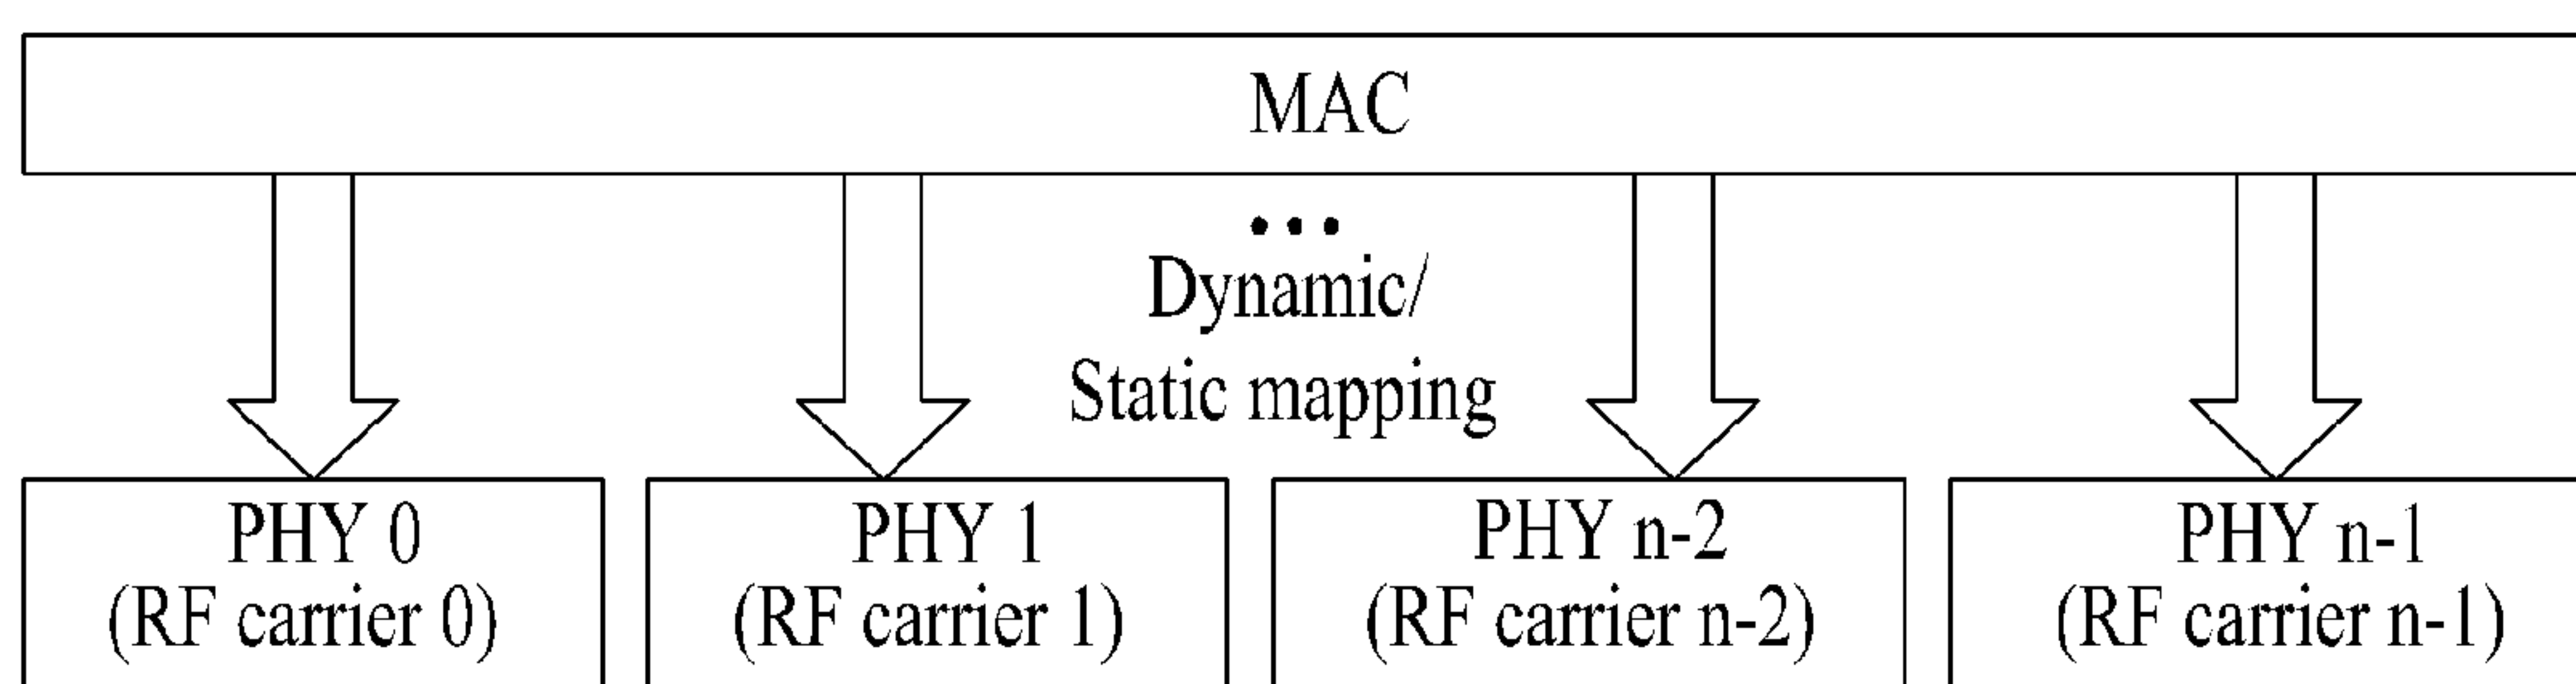 MAC
•••
Dynamic/
Static mapping
PHY 0
(RF carrier 0)
PHY 1
(RF carrier 1)
PHY n-2
(RF carrier n-2)
PHY n-1
(RF carrier n-1)